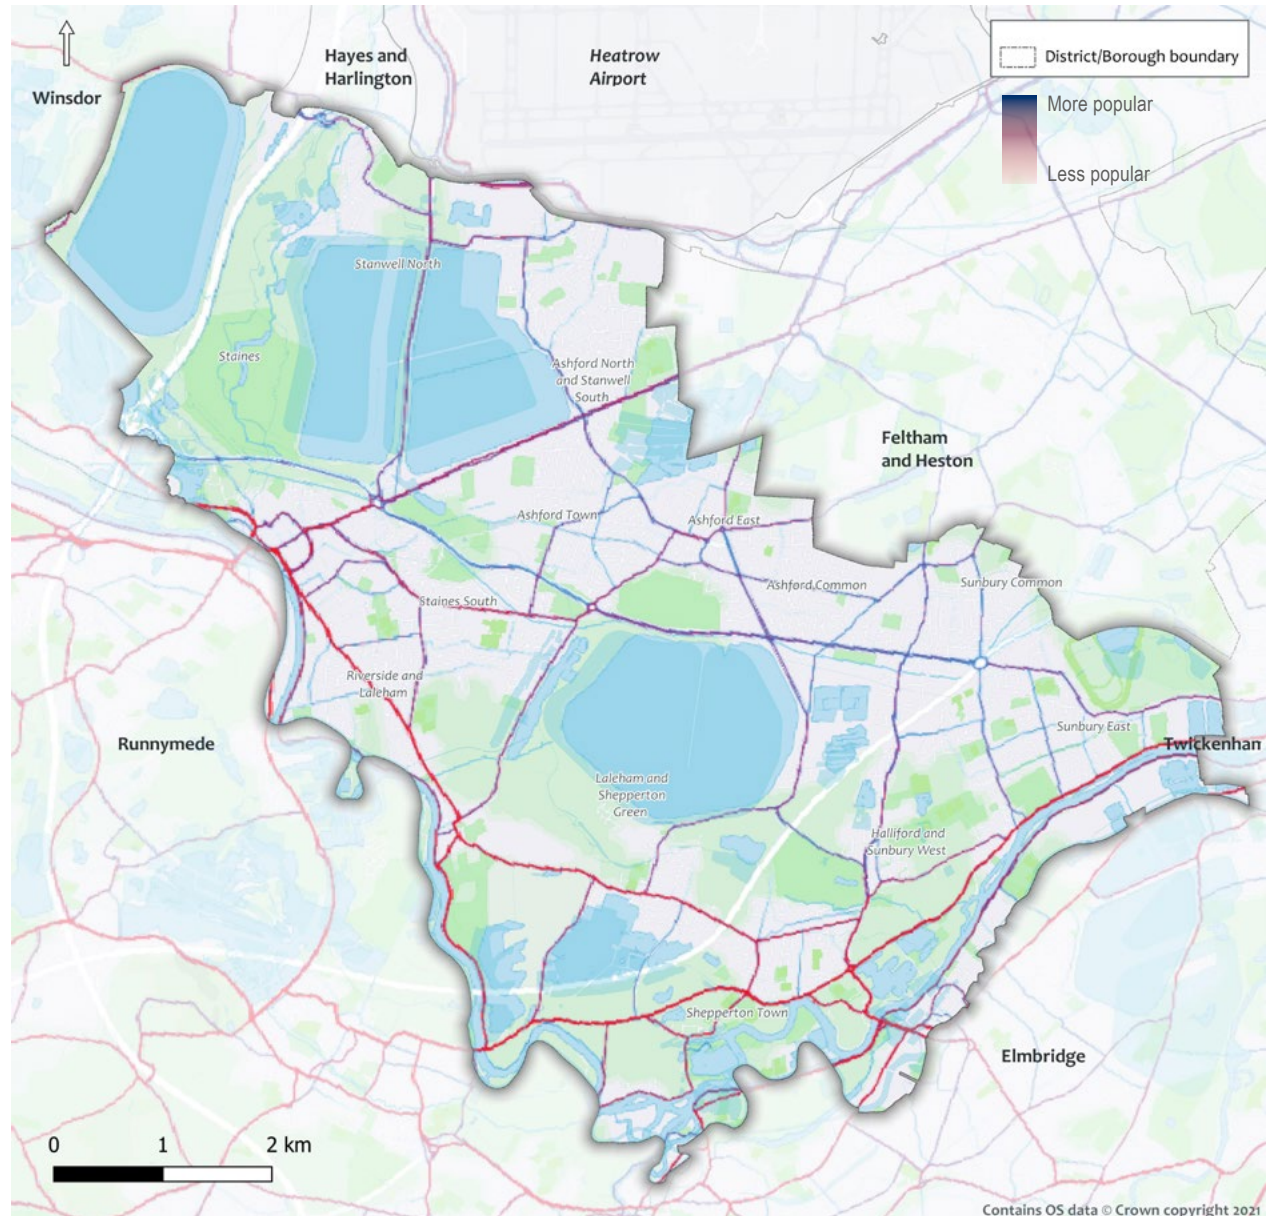 Hayes and
Harlington
Heatrow
Airport
Winsdor
District/Borough boundary
More popular
Less popular
Stanwell North
Staines
Ashford North
and Stanwell
South
Feltham
and Heston
Ashford Town
Ashford East
Ashford Common
Sunbury Common
Staines South
Riverside and
Laleham
Runnymede
Sunbury East
Twickenhan
Laleham and
Shepperton
Green
Halliford and
Sunbury West
Shepperton Town
Elmbridge
0 1 2 km
Contains OS data © Crown copyright 2021